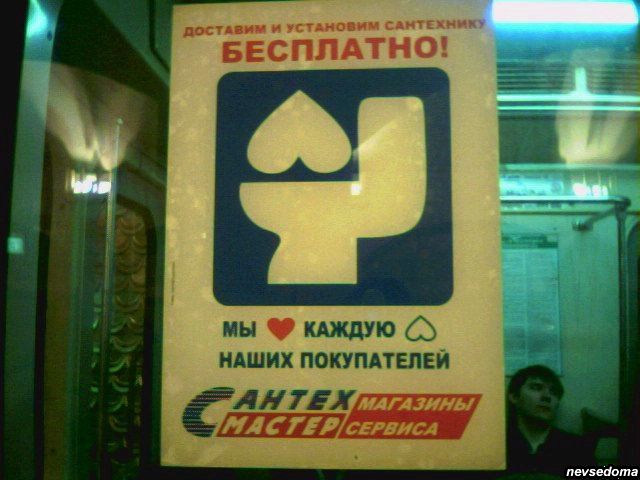 ДОСТАВИМ И УСТАНОВИМ САНТЕХНИКУ
БЕСПЛАТНО!
МЫ ♥ КАЖДУЮ ♤
НАШИХ ПОКУПАТЕЛЕЙ
САНТЕХ МАГАЗИНЫ
МАСТЕР СЕРВИСА
nevsedoma